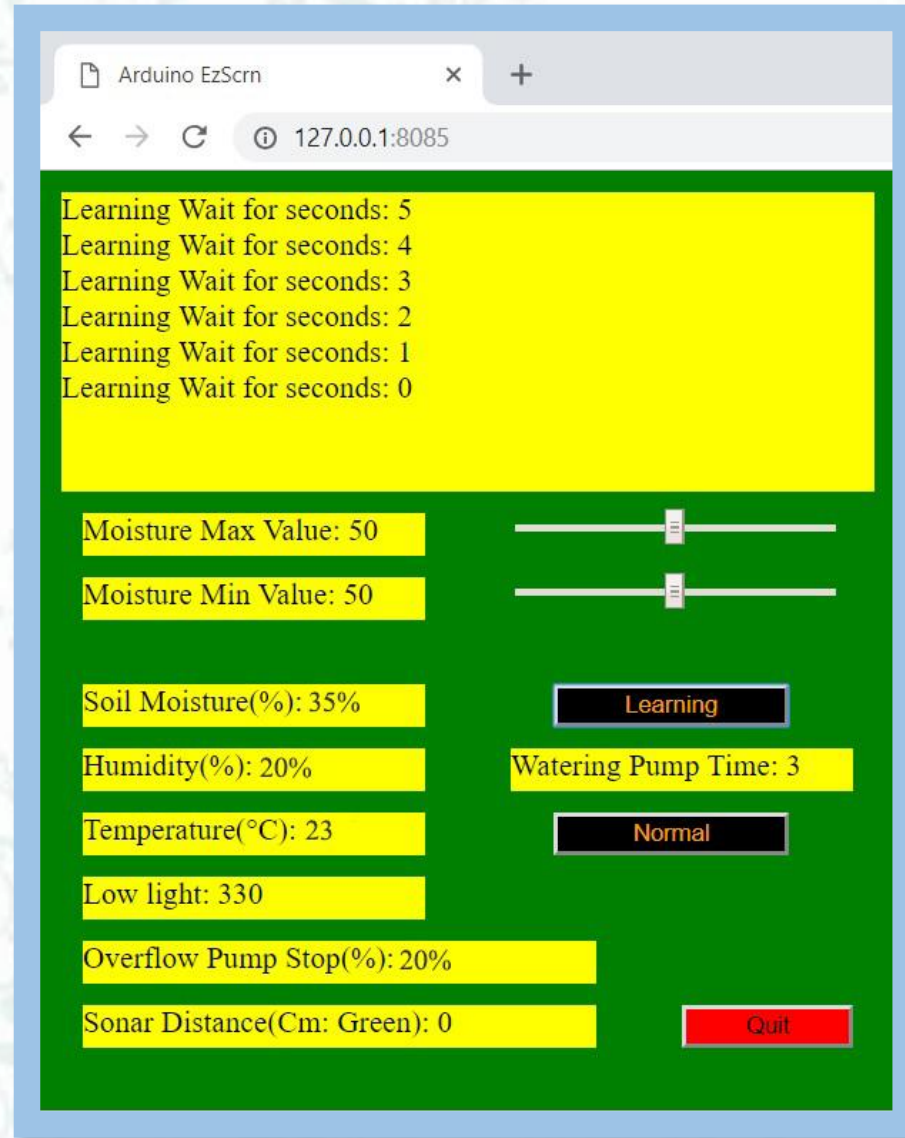 Arduino EzScrn
127.0.0.1:8085
Learning Wait for seconds: 5
Learning Wait for seconds: 4
Learning Wait for seconds: 3
Learning Wait for seconds: 2
Learning Wait for seconds: 1
Learning Wait for seconds: 0
Moisture Max Value: 50
Moisture Min Value: 50
Soil Moisture(%): 35%
Learning
Humidity(%): 20%
Watering Pump Time: 3
Temperature(°C): 23
Normal
Low light: 330
Overflow Pump Stop(%): 20%
Sonar Distance(Cm: Green): 0
Quit